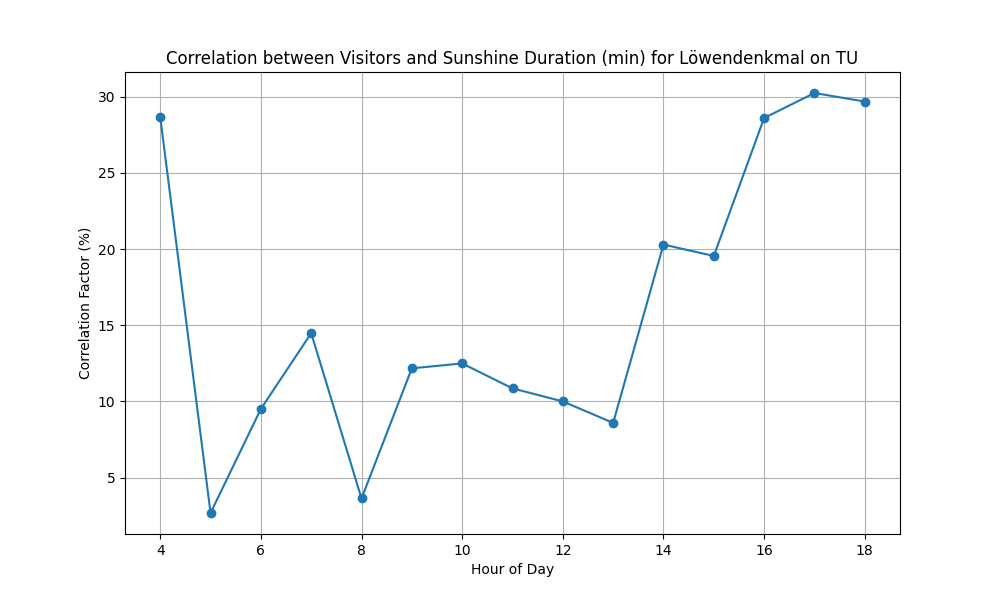 Correlation between Visitors and Sunshine Duration (min) for Löwendenkmal on TU
Correlation Factor (%)
30
25
20
15
10
5
4 6 8 10 12 14 16 18
Hour of Day